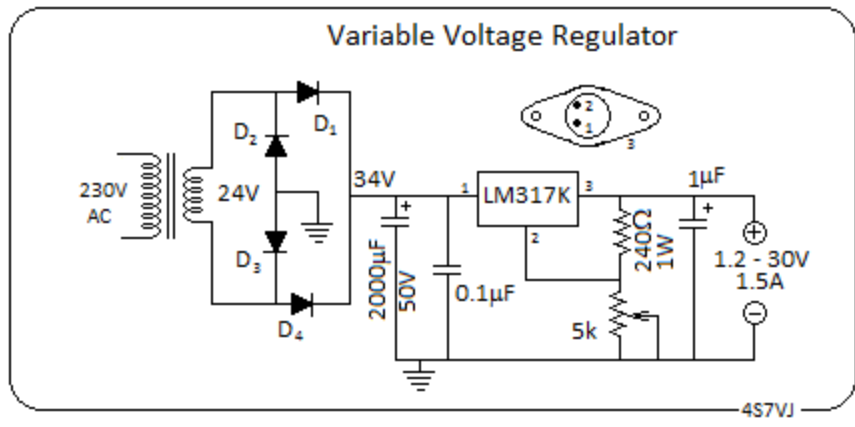 Variable Voltage Regulator
D₁
D₂
2
1
3
230V
AC
24V
34V
1
LM317K
3
1µF
2
240Ω
1W
D₃
2000µF
50V
0.1µF
1.2 - 30V
1.5A
5k
D₄
4S7VJ